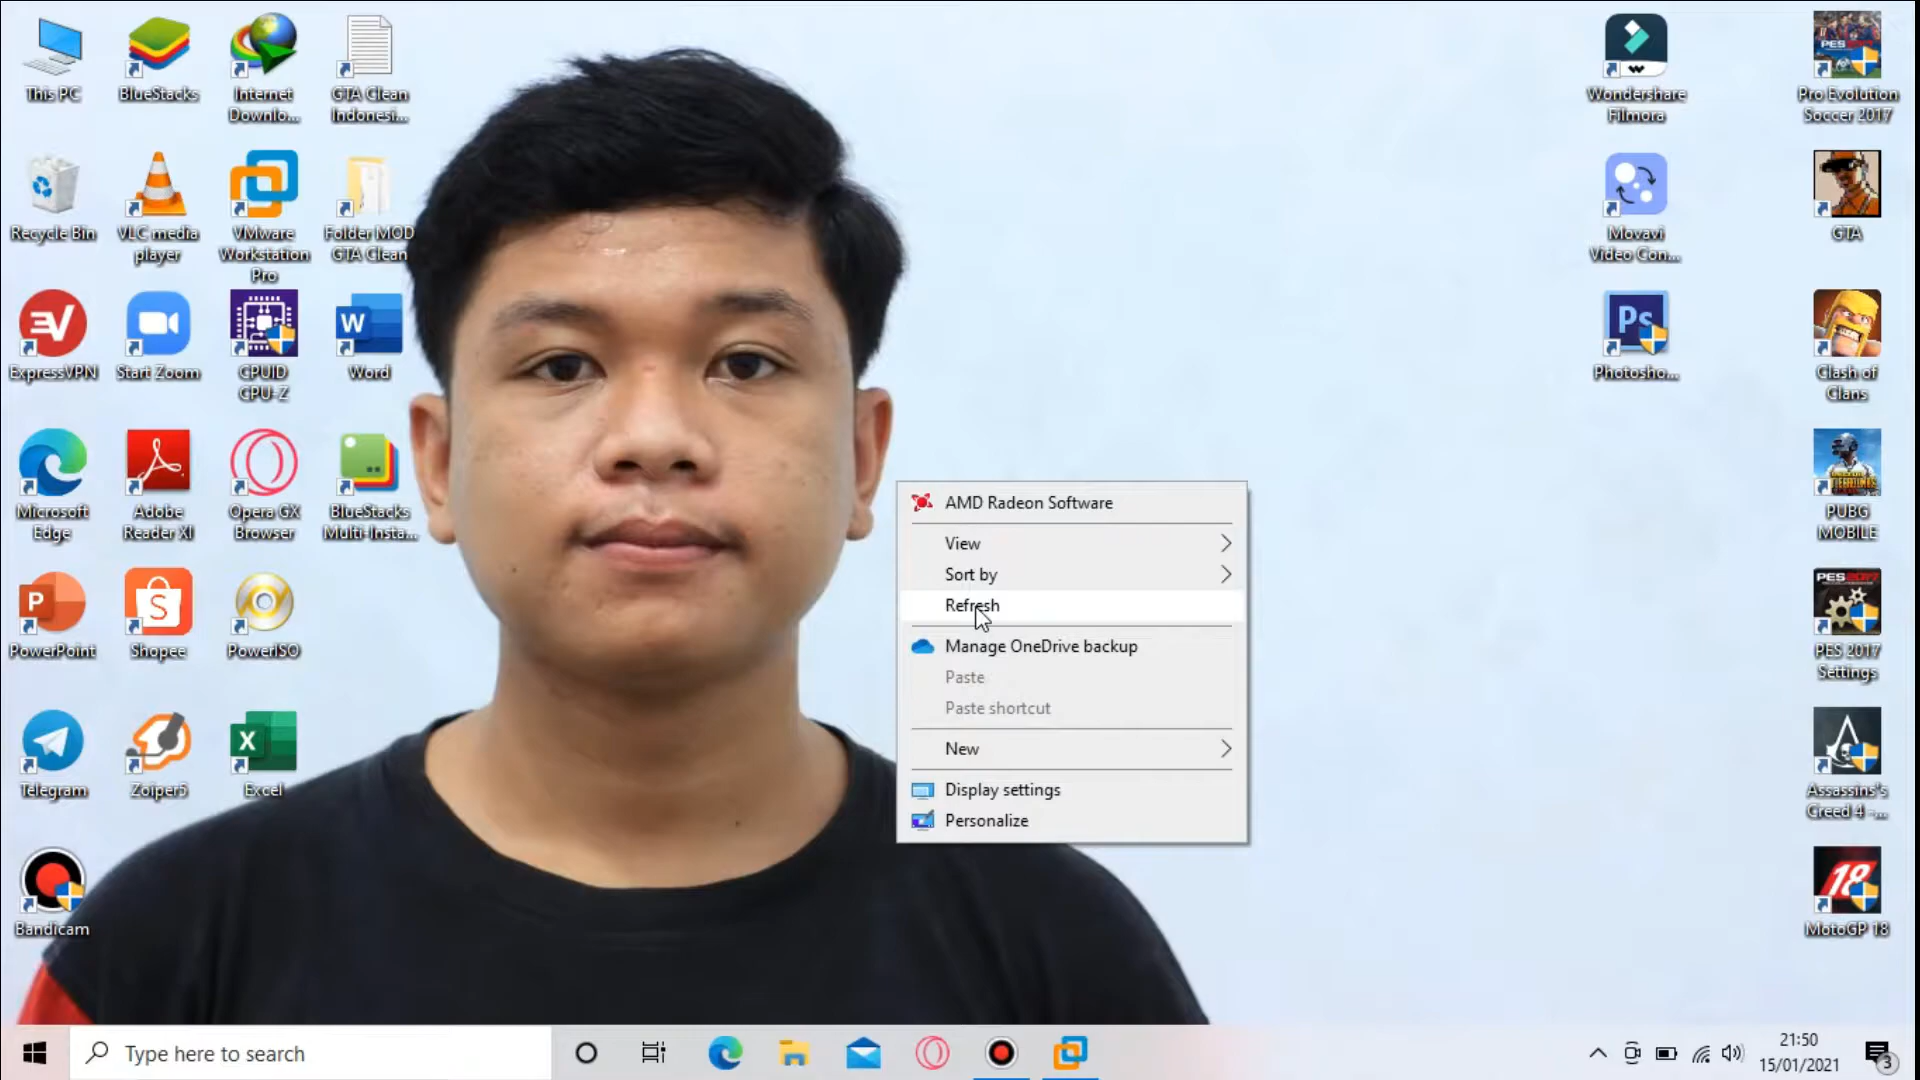 This PC
BlueStacks
Internet
Downlo...
GTA Clean
Indonesi...
Recycle Bin
VLC media
player
VMware
Workstation
Pro
Folder MOD
GTA Clean
ExpressVPN
Start Zoom
CPUID
CPU-Z
Word
Microsoft
Edge
Adobe
Reader XI
Opera GX
Browser
BlueStacks
Multi-Insta...
PowerPoint
Shopee
PowerISO
Telegram
Zoiper5
Excel
Bandicam
AMD Radeon Software
View
Sort by
Refresh
Manage OneDrive backup
Paste
Paste shortcut
New
Display settings
Personalize
Wondershare
Filmora
Pro Evolution
Soccer 2017
Movavi
Video Con...
GTA
Photosho...
Clash of
Clans
PUBG
MOBILE
PES 2017
Settings
Assassins's
Creed 4 -...
MotoGP 18
Type here to search
21:50
15/01/2021
3